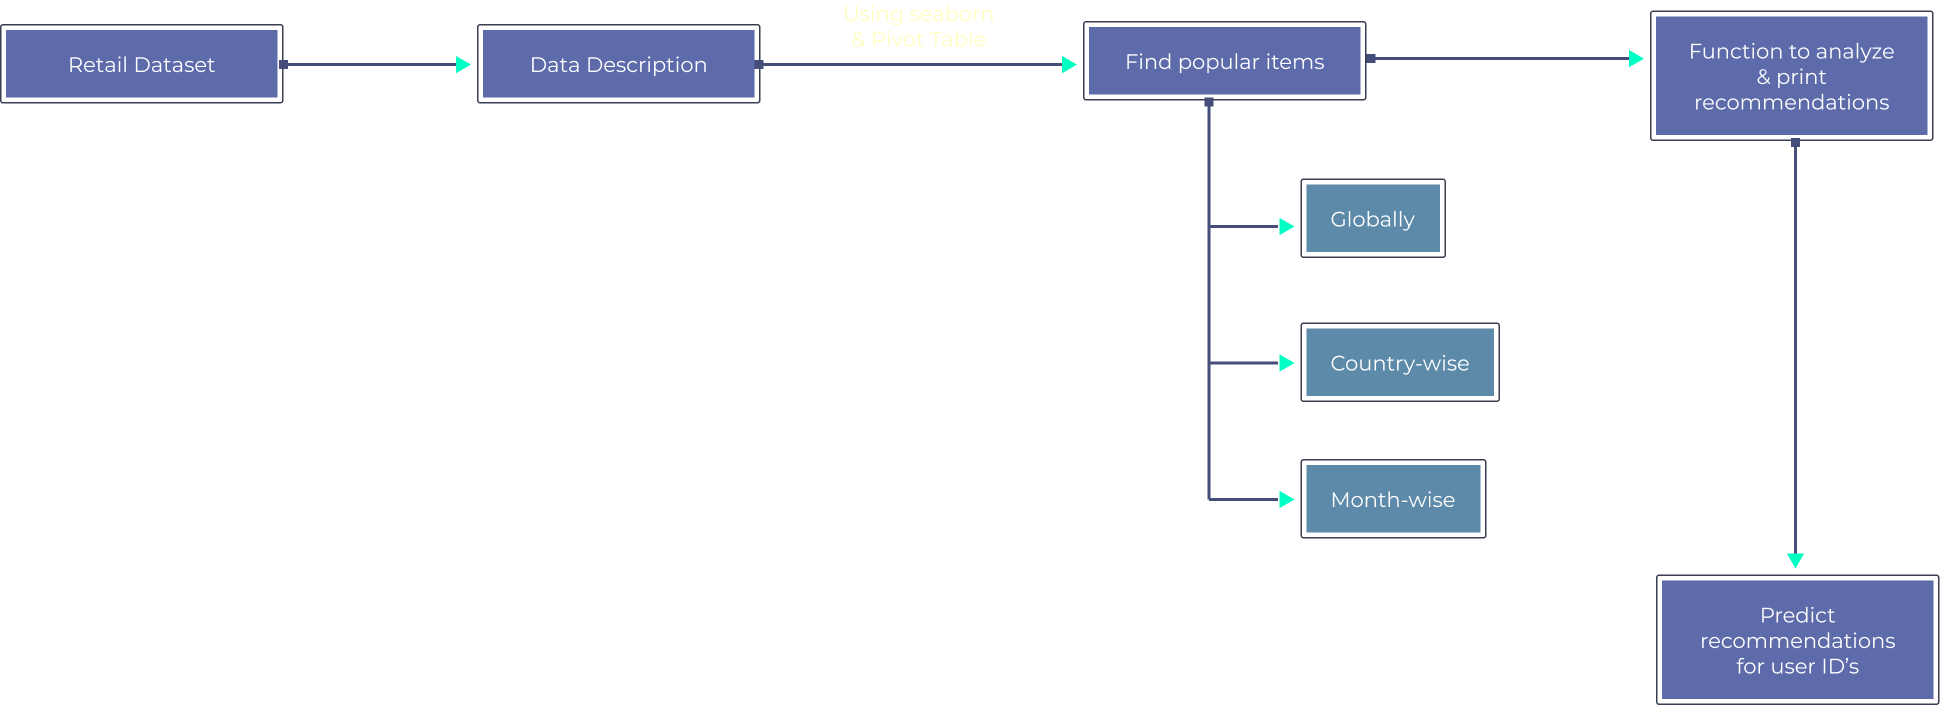 Using seaborn
& Pivot Table
Retail Dataset
Data Description
Find popular items
Function to analyze
& print
recommendations
Globally
Country-wise
Month-wise
Predict
recommendations
for user ID’s